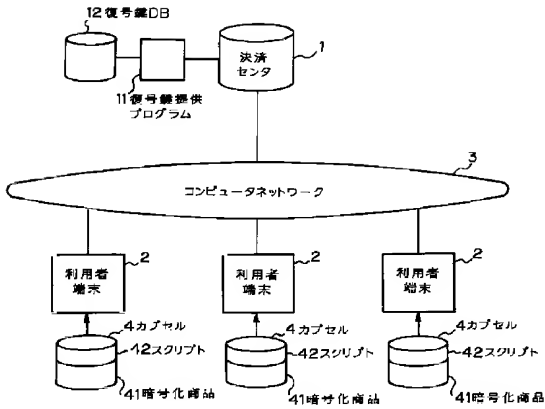 12復号鍵DB
決済
センタ
1
11復号鍵提供
プログラム
3
コンピュータネットワーク
2
利用者
端末
2
利用者
端末
2
利用者
端末
4カプセル
42スクリプト
41暗号化商品
4カプセル
42スクリプト
41暗号化商品
4カプセル
42スクリプト
41暗号化商品